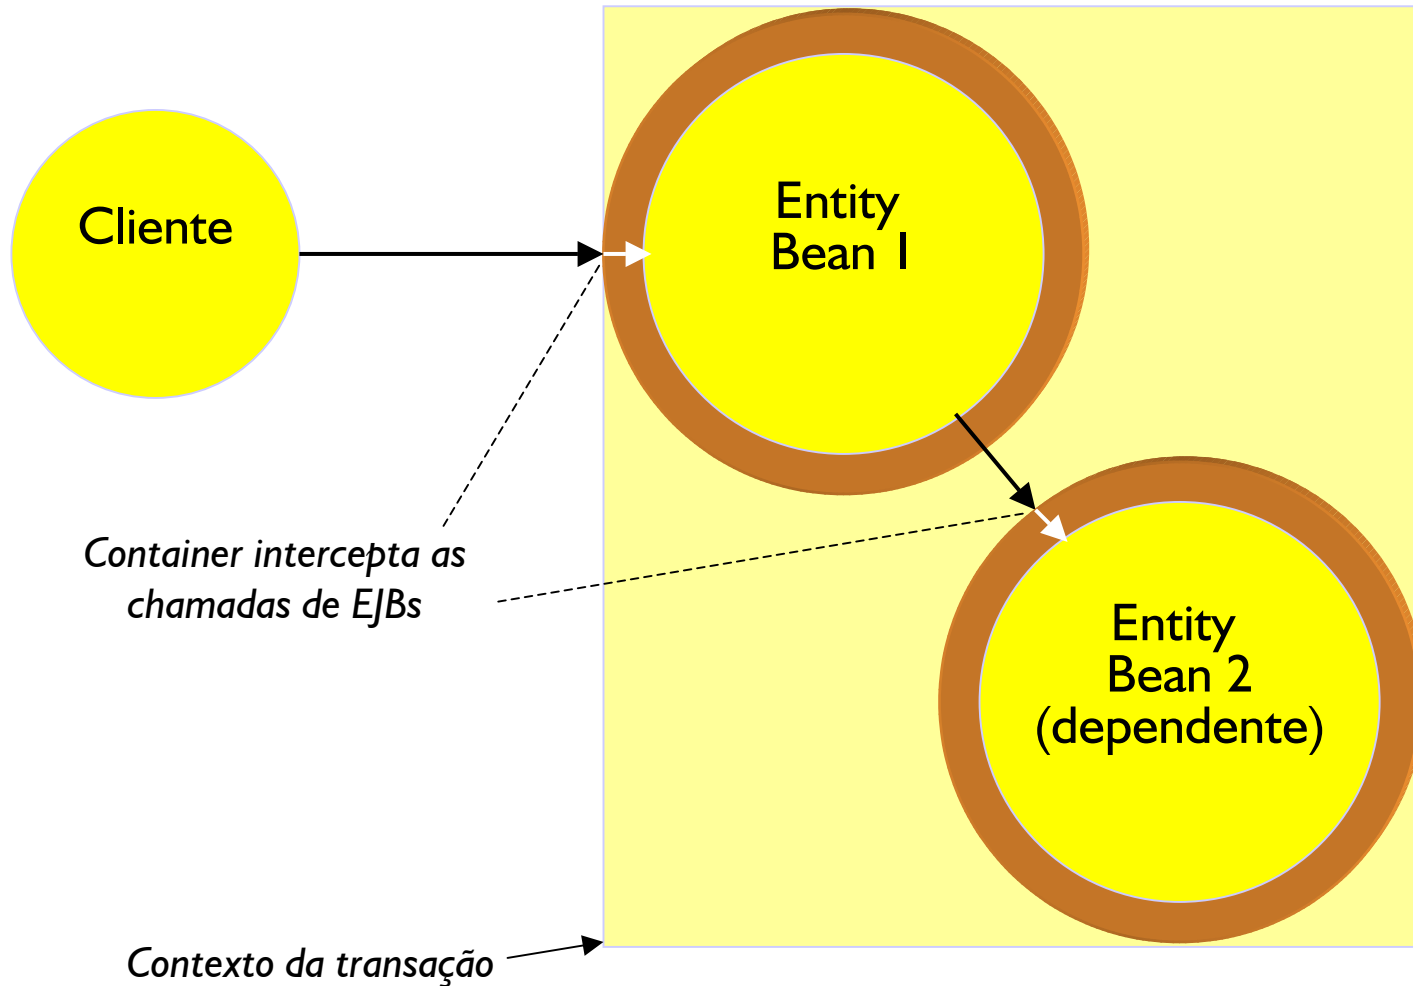 Cliente
Entity
Bean 1
Container intercepta as
chamadas de EJBs
Entity
Bean 2
(dependente)
Contexto da transação